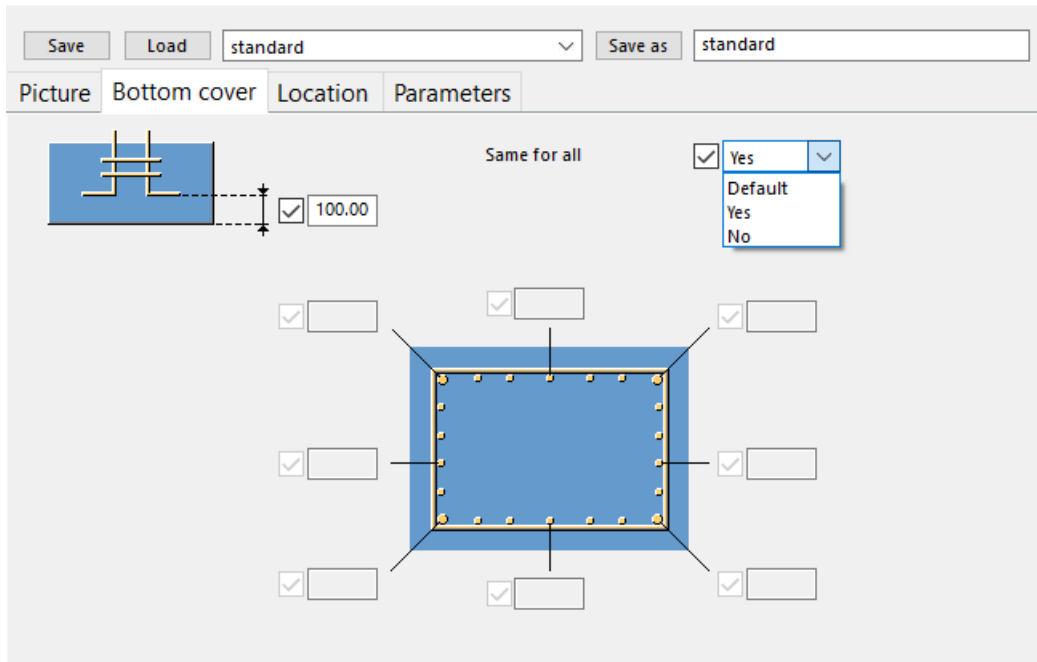 Save Load standard Save as standard
Picture Bottom cover Location Parameters
Same for all Yes
Default
100.00 Yes
No